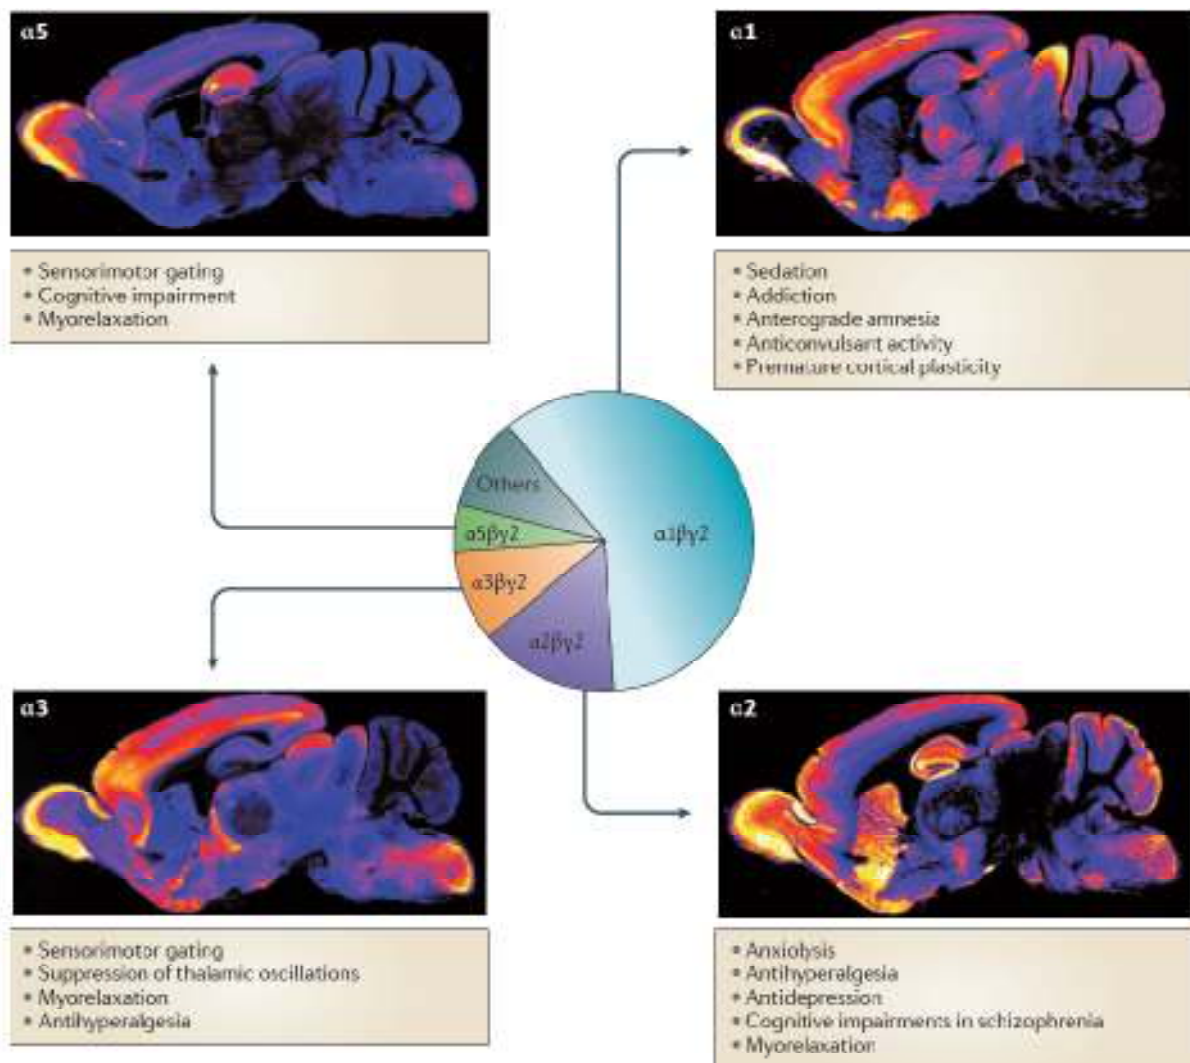 α5
• Sensorimotor gating
• Cognitive impairment
• Myorelaxation
α1
• Sedation
• Addiction
• Anterograde amnesia
• Anticonvulsant activity
• Premature cortical plasticity
Others
α5βγ2
α3βγ2
α2βγ2
α1βγ2
α3
• Sensorimotor gating
• Suppression of thalamic oscillations
• Myorelaxation
• Antihyperalgesia
α2
• Anxiolysis
• Antihyperalgesia
• Antidepression
• Cognitive impairments in schizophrenia
• Myorelaxation